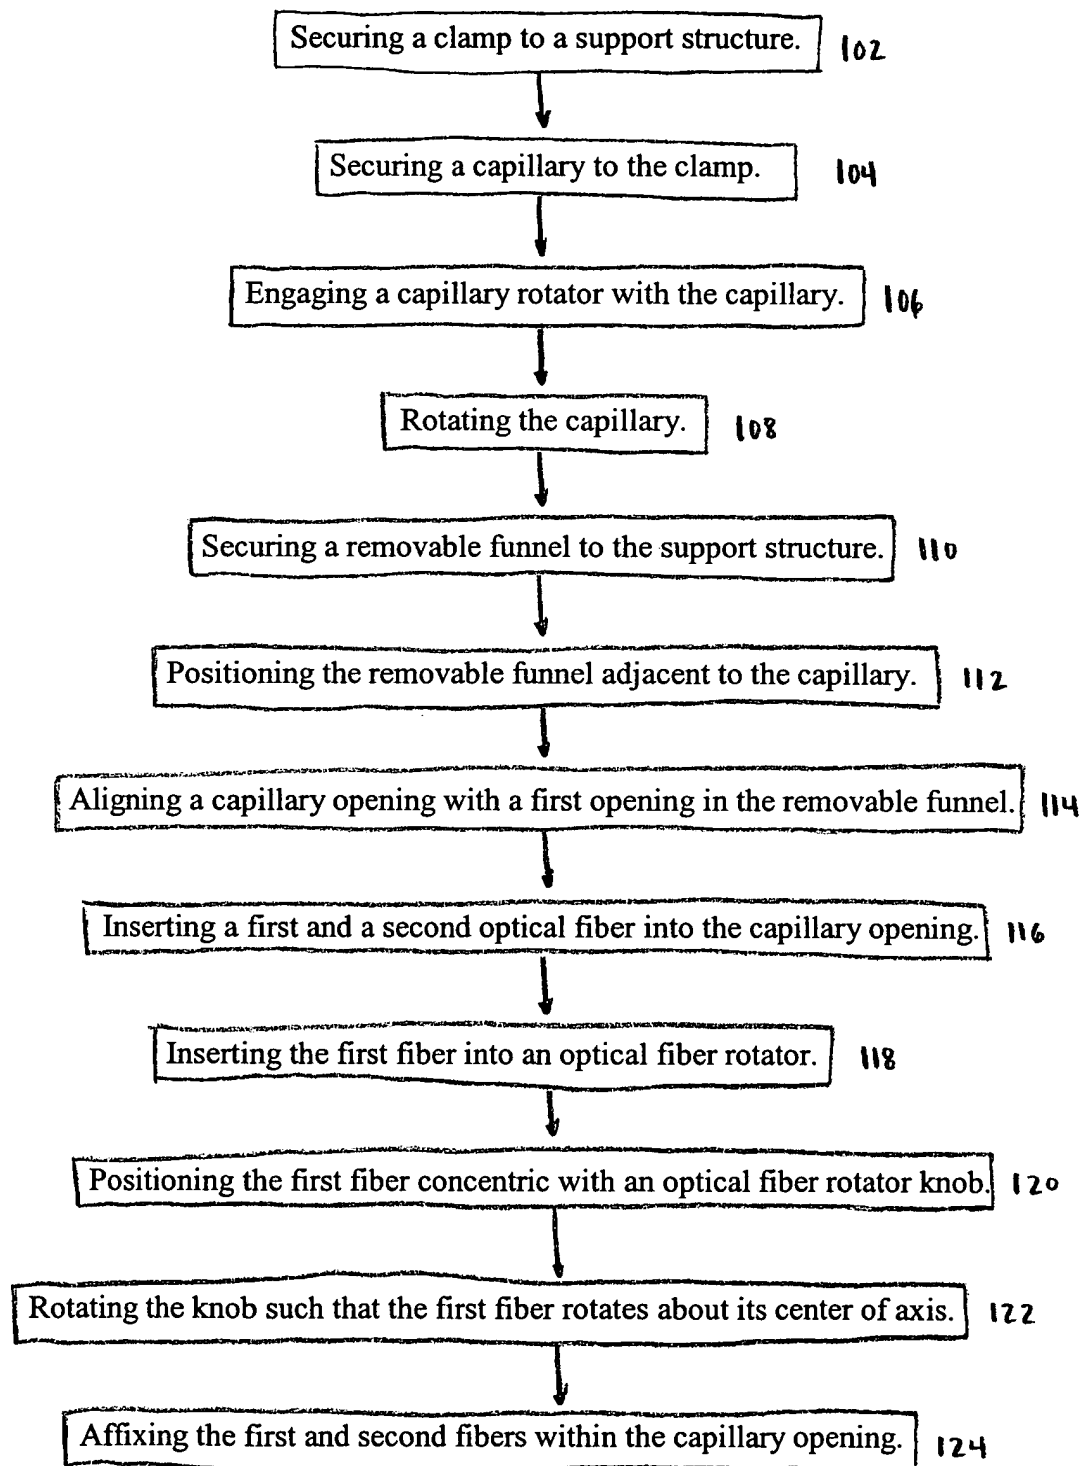 Securing a clamp to a support structure. 102
Securing a capillary to the clamp. 104
Engaging a capillary rotator with the capillary. 106
Rotating the capillary. 108
Securing a removable funnel to the support structure. 110
Positioning the removable funnel adjacent to the capillary. 112
Aligning a capillary opening with a first opening in the removable funnel. 114
Inserting a first and a second optical fiber into the capillary opening. 116
Inserting the first fiber into an optical fiber rotator. 118
Positioning the first fiber concentric with an optical fiber rotator knob. 120
Rotating the knob such that the first fiber rotates about its center of axis. 122
Affixing the first and second fibers within the capillary opening. 124